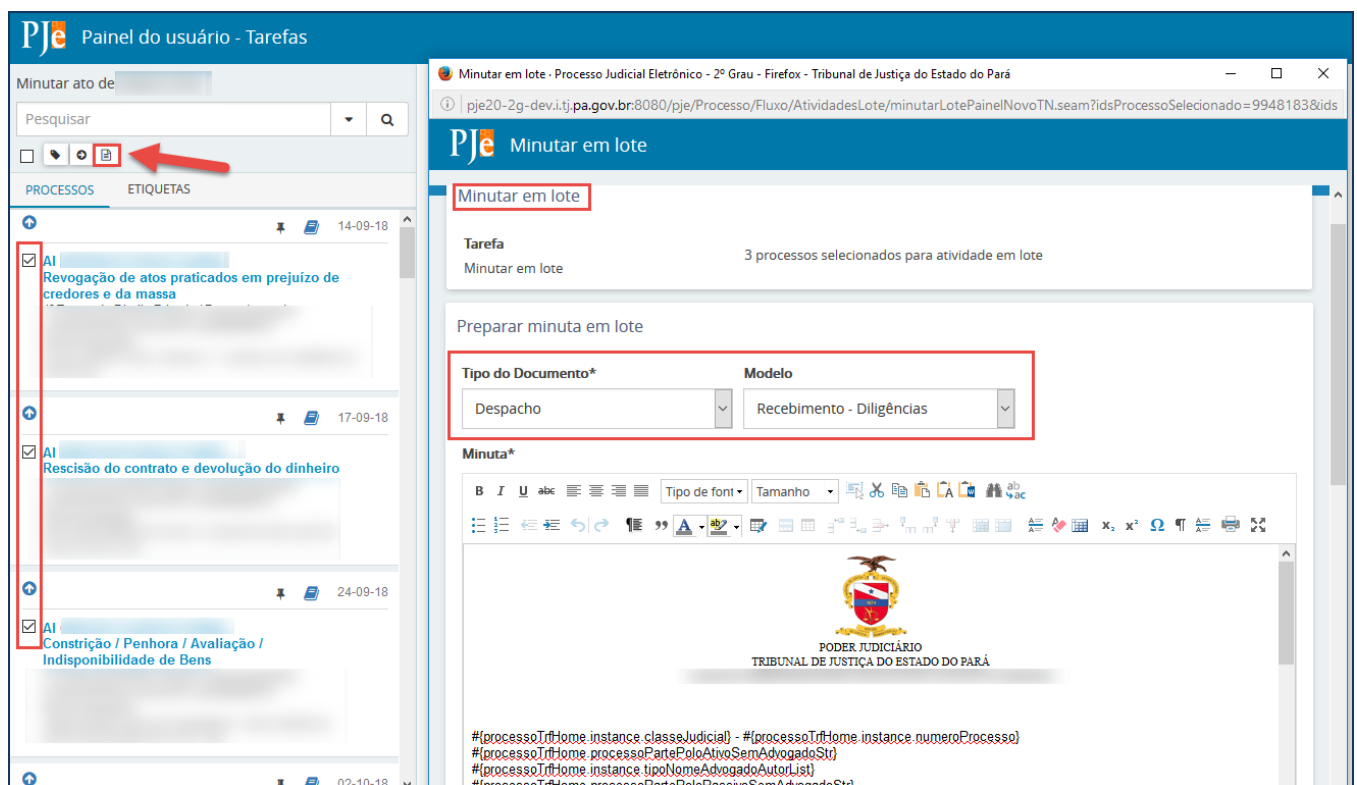 PJe Painel do usuário - Tarefas
Minutar ato de
Pesquisar
PROCESSOS ETIQUETAS
14-09-18
AI
Revogação de atos praticados em prejuízo de
credores e da massa
17-09-18
AI
Rescisão do contrato e devolução do dinheiro
24-09-18
AI
Constrição / Penhora / Avaliação /
Indisponibilidade de Bens
02-10-18
Minutar em lote · Processo Judicial Eletrônico - 2º Grau - Firefox - Tribunal de Justiça do Estado do Pará
pje20-2g-dev.i.tj.pa.gov.br:8080/pje/Processo/Fluxo/AtividadesLote/minutarLotePainelNovoTN.seam?idsProcessoSelecionado=9948183&ids
PJe Minutar em lote
Minutar em lote
Tarefa
Minutar em lote
3 processos selecionados para atividade em lote
Preparar minuta em lote
Tipo do Documento* Modelo
Despacho Recebimento - Diligências
Minuta*
B I U abc Tipo de font Tamanho
PODER JUDICIÁRIO
TRIBUNAL DE JUSTIÇA DO ESTADO DO PARÁ
#{processoTrfHome.instance.classeJudicial} - #{processoTrfHome.instance.numeroProcesso}
#{processoTrfHome.processoPartePoloAtivoSemAdvogadoStr}
#{processoTrfHome.instance.tipoNomeAdvogadoAutorList}
#{processoTrfHome.processoPartePoloPassivoSemAdvogadoStr}